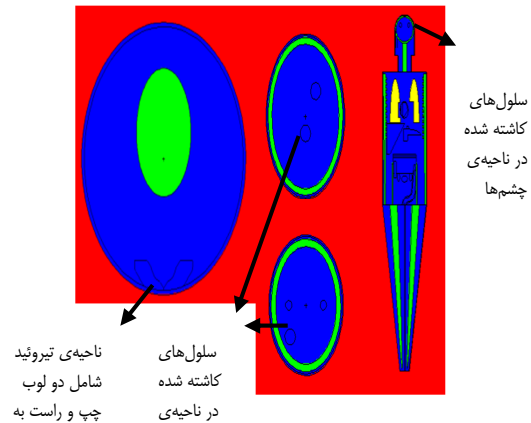 سلول‌های
کاشته شده
در ناحیه‌ی
چشم‌ها
سلول‌های
کاشته شده
در ناحیه‌ی
ناحیه‌ی تیروئید
شامل دو لوب
چپ و راست به